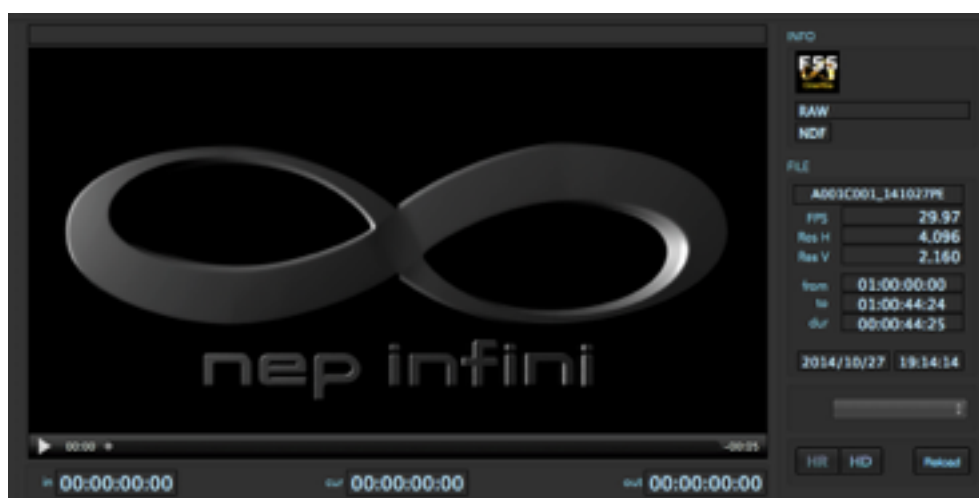 INFO
FSS
RAW
NDF
FILE
A001C001_141027PE
FPS 29.97
Res H 4.096
Res V 2.160
from 01:00:00:00
to 01:00:44:24
dur 00:00:44:25
2014/10/27 19:14:14
nep infini
00:00 -00:05
in 00:00:00:00 cur 00:00:00:00 out 00:00:00:00
HR HD Reload